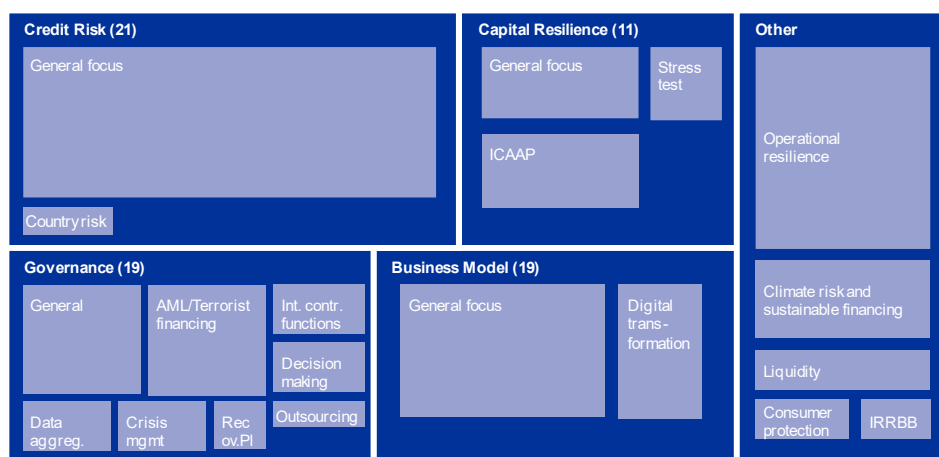 Credit Risk (21)
General focus
Country risk
Capital Resilience (11)
General focus
Stress
test
ICAAP
Other
Operational
resilience
Climate risk and
sustainable financing
Liquidity
Consumer
protection
IRRBB
Governance (19)
General
AML/Terrorist
financing
Int. contr.
functions
Decision
making
Data
aggreg.
Crisis
mgmt
Rec
ov.Pl
Outsourcing
Business Model (19)
General focus
Digital
trans-
formation